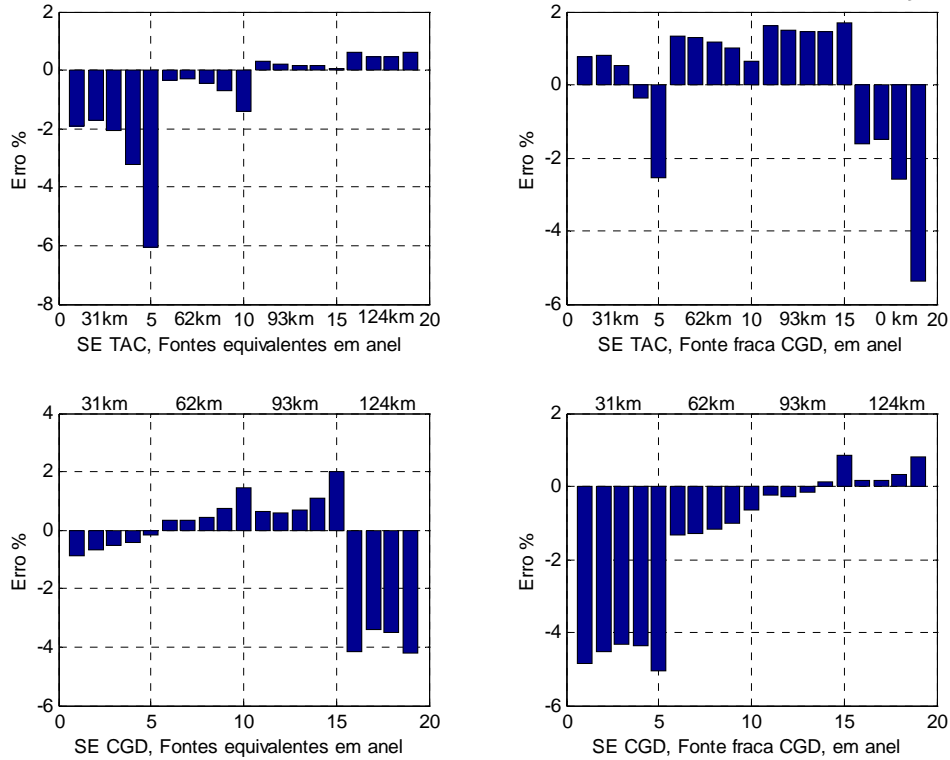 2
0
-2
-4
-6
-8
Erro %
0 31km 5 62km 10 93km 15 124km 20
SE TAC, Fontes equivalentes em anel
2
0
-2
-4
-6
Erro %
0 31km 5 62km 10 93km 15 0 km 20
SE TAC, Fonte fraca CGD, em anel
31km 62km 93km 124km
4
2
0
-2
-4
-6
Erro %
0 5 10 15 20
SE CGD, Fontes equivalentes em anel
31km 62km 93km 124km
2
0
-2
-4
-6
Erro %
0 5 10 15 20
SE CGD, Fonte fraca CGD, em anel